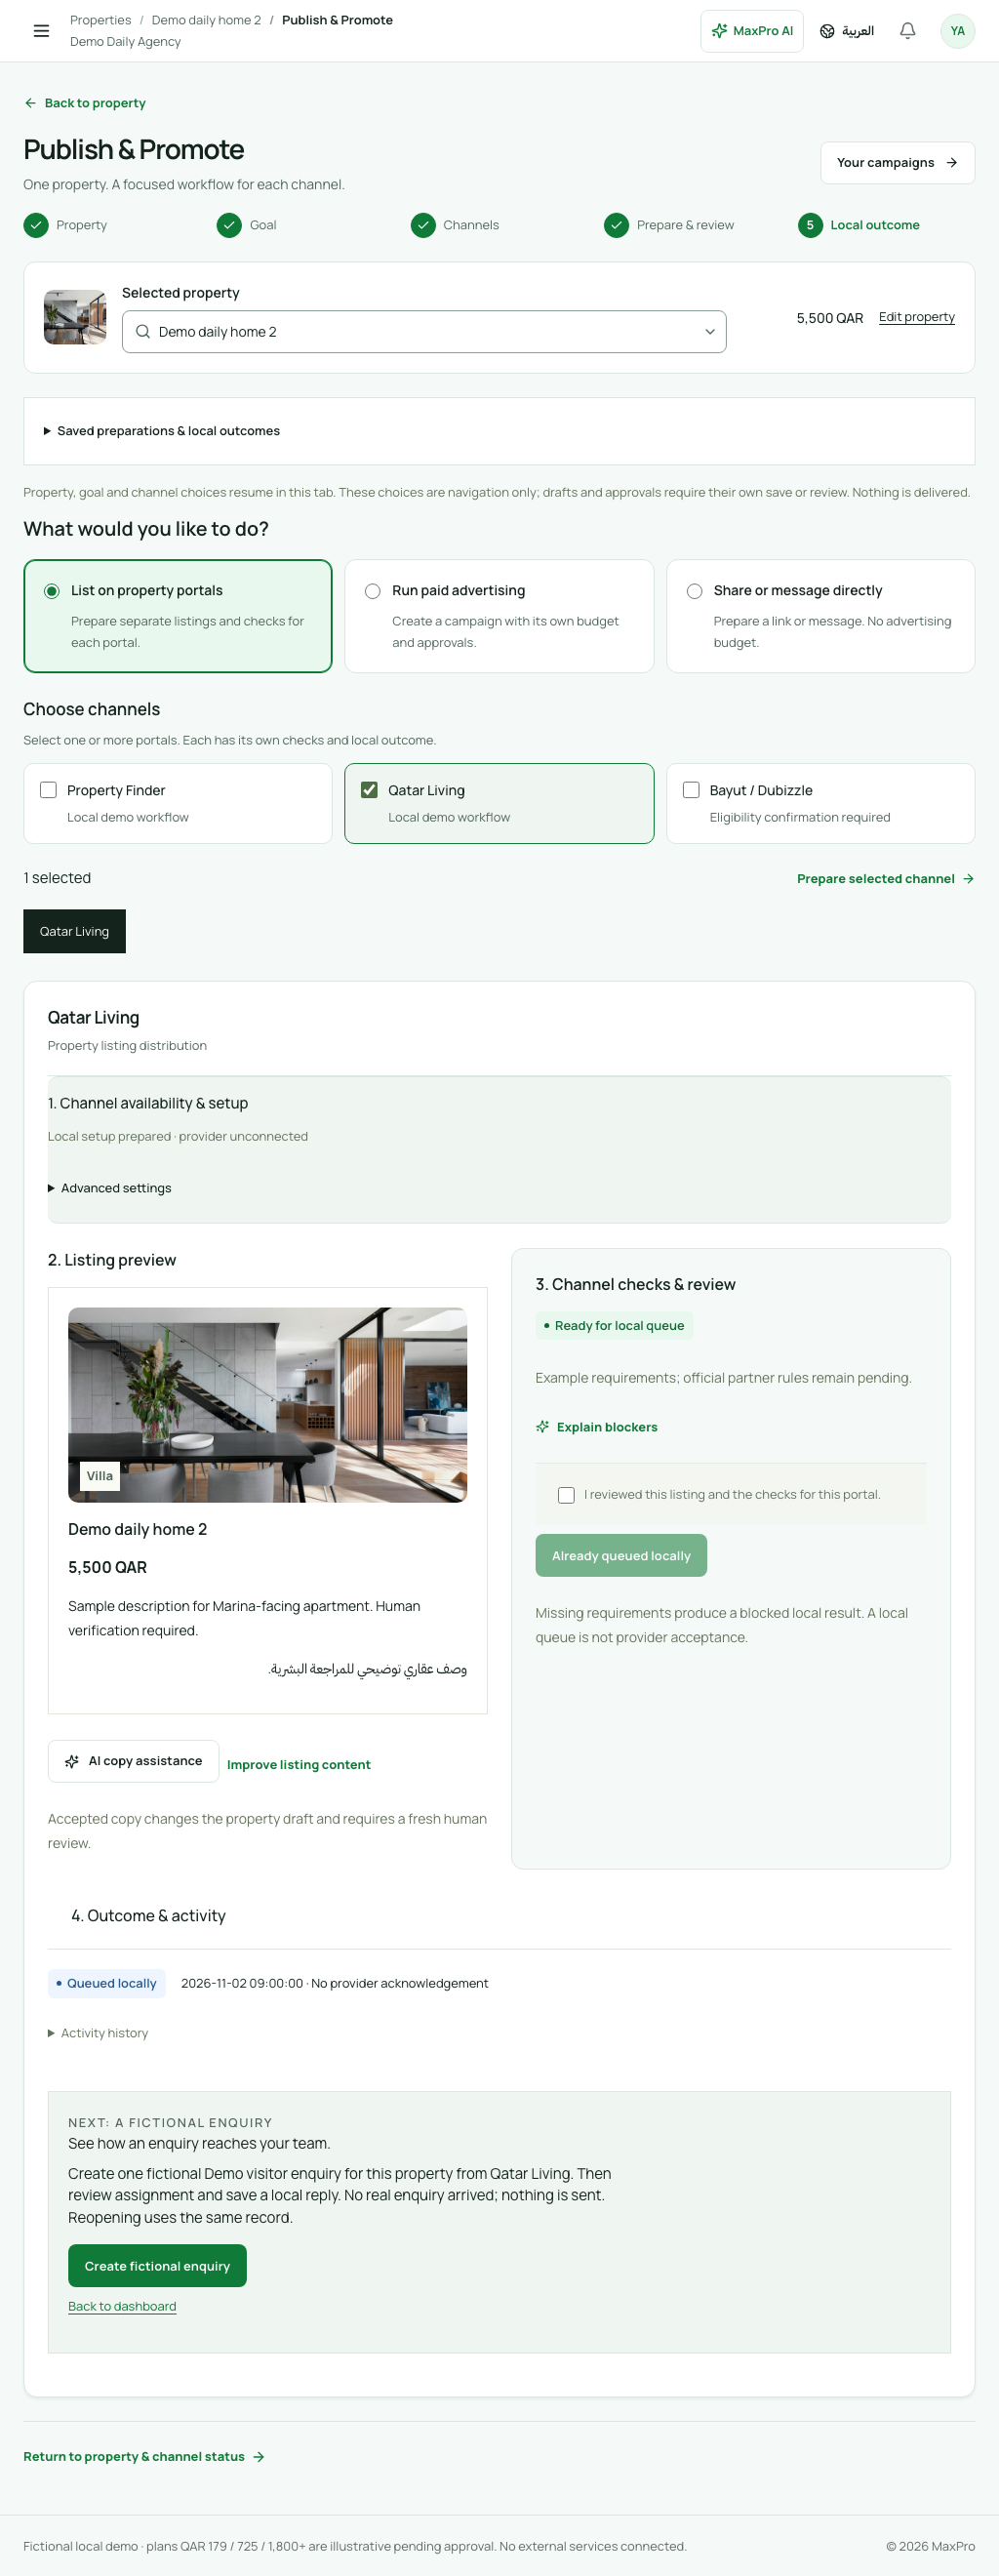 Properties / Demo daily home 2 / Publish & Promote
Demo Daily Agency
MaxPro AI
العربية
YA
Back to property
Publish & Promote
One property. A focused workflow for each channel.
Your campaigns
Property
Goal
Channels
Prepare & review
5 Local outcome
Selected property
Demo daily home 2
5,500 QAR
Edit property
Saved preparations & local outcomes
Property, goal and channel choices resume in this tab. These choices are navigation only; drafts and approvals require their own save or review. Nothing is delivered.
What would you like to do?
List on property portals
Prepare separate listings and checks for
each portal.
Run paid advertising
Create a campaign with its own budget
and approvals.
Share or message directly
Prepare a link or message. No advertising
budget.
Choose channels
Select one or more portals. Each has its own checks and local outcome.
Property Finder
Local demo workflow
Qatar Living
Local demo workflow
Bayut / Dubizzle
Eligibility confirmation required
1 selected
Prepare selected channel
Qatar Living
Qatar Living
Property listing distribution
1. Channel availability & setup
Local setup prepared · provider unconnected
Advanced settings
2. Listing preview
Villa
Demo daily home 2
5,500 QAR
Sample description for Marina-facing apartment. Human
verification required.
وصف عقاري توضيحي للمراجعة البشرية.
AI copy assistance
Improve listing content
Accepted copy changes the property draft and requires a fresh human
review.
3. Channel checks & review
Ready for local queue
Example requirements; official partner rules remain pending.
Explain blockers
I reviewed this listing and the checks for this portal.
Already queued locally
Missing requirements produce a blocked local result. A local
queue is not provider acceptance.
4. Outcome & activity
Queued locally
2026-11-02 09:00:00 · No provider acknowledgement
Activity history
NEXT: A FICTIONAL ENQUIRY
See how an enquiry reaches your team.
Create one fictional Demo visitor enquiry for this property from Qatar Living. Then
review assignment and save a local reply. No real enquiry arrived; nothing is sent.
Reopening uses the same record.
Create fictional enquiry
Back to dashboard
Return to property & channel status
Fictional local demo · plans QAR 179 / 725 / 1,800+ are illustrative pending approval. No external services connected.
© 2026 MaxPro